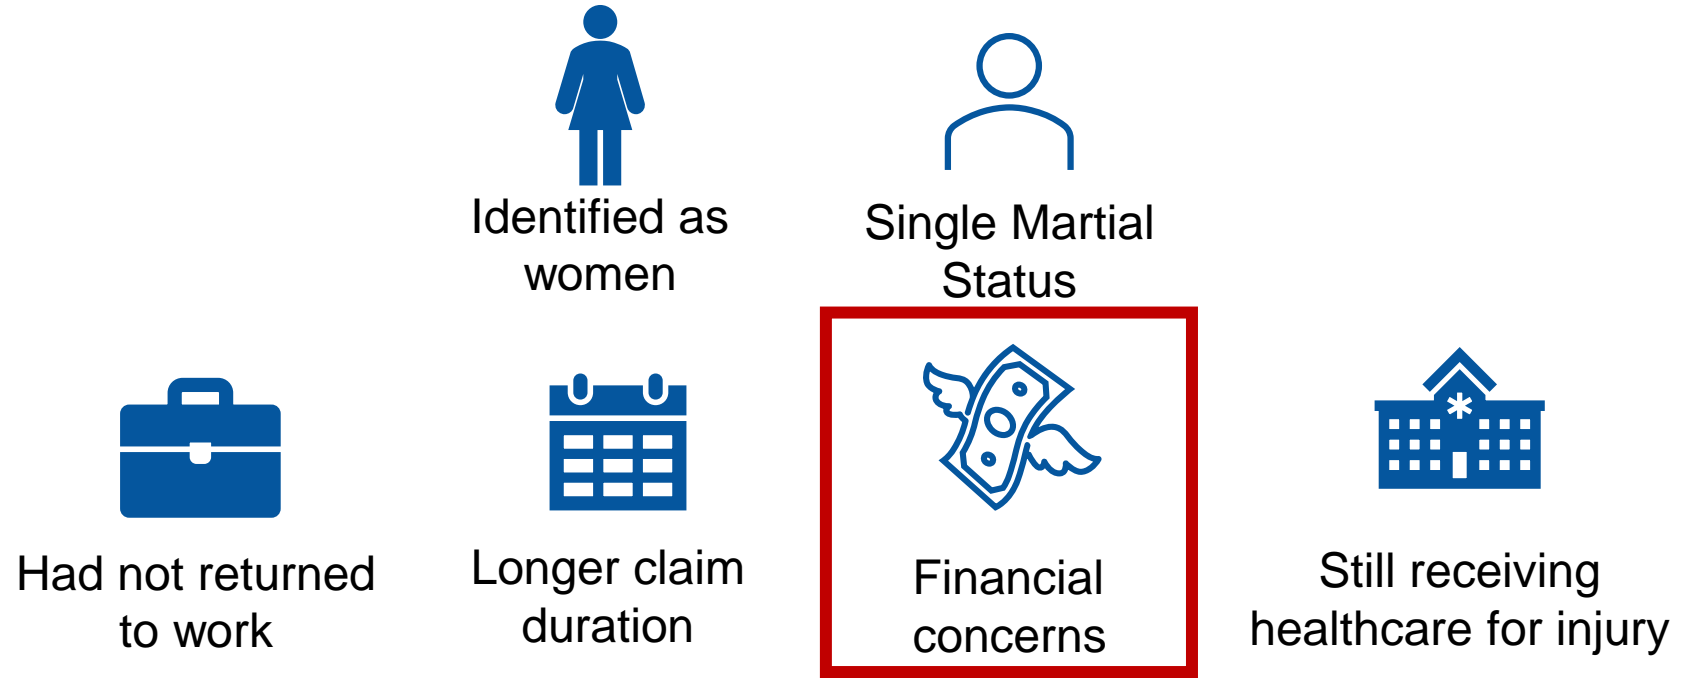 Identified as
women
Single Martial
Status
Had not returned
to work
Longer claim
duration
Financial
concerns
Still receiving
healthcare for injury